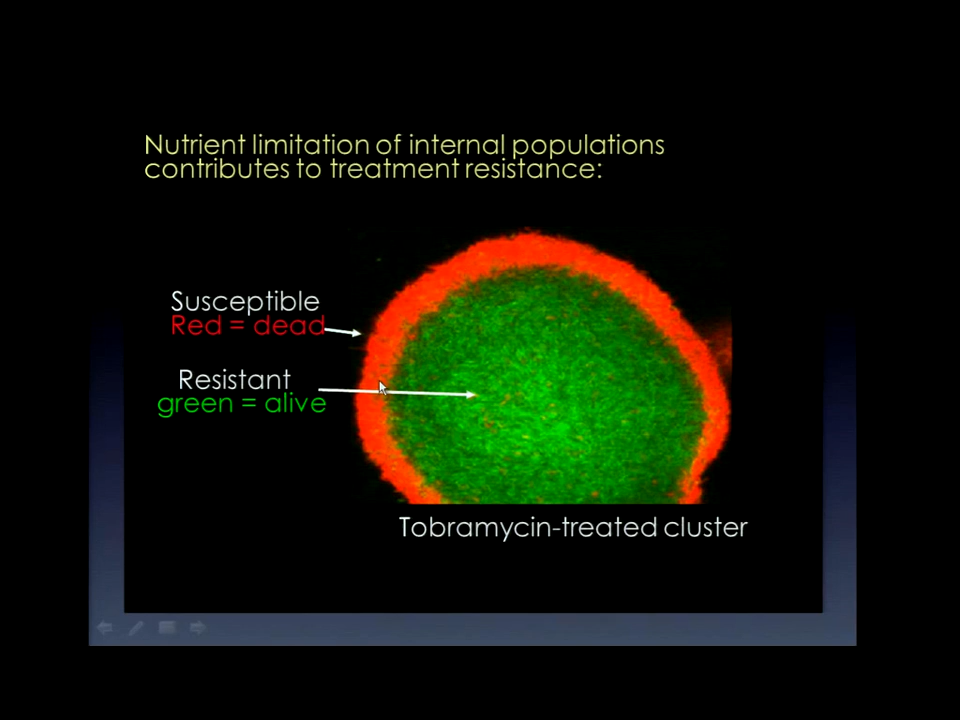 Nutrient limitation of internal populations
contributes to treatment resistance:
Susceptible
Red = dead
Resistant
green = alive
Tobramycin-treated cluster